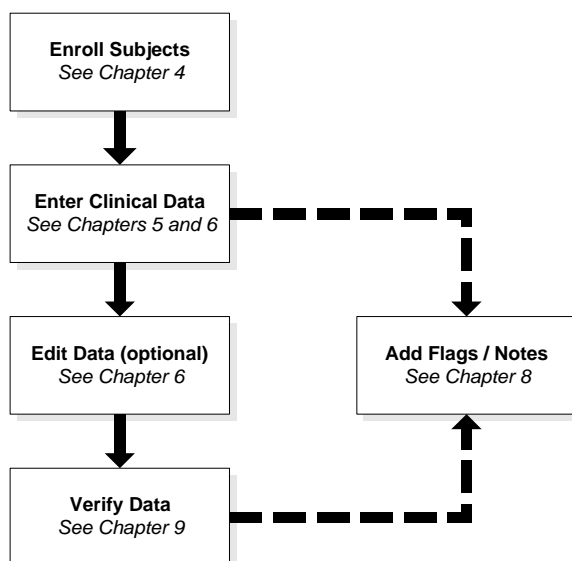 Enroll Subjects
See Chapter 4
Enter Clinical Data
See Chapters 5 and 6
Edit Data (optional)
See Chapter 6
Add Flags / Notes
See Chapter 8
Verify Data
See Chapter 9